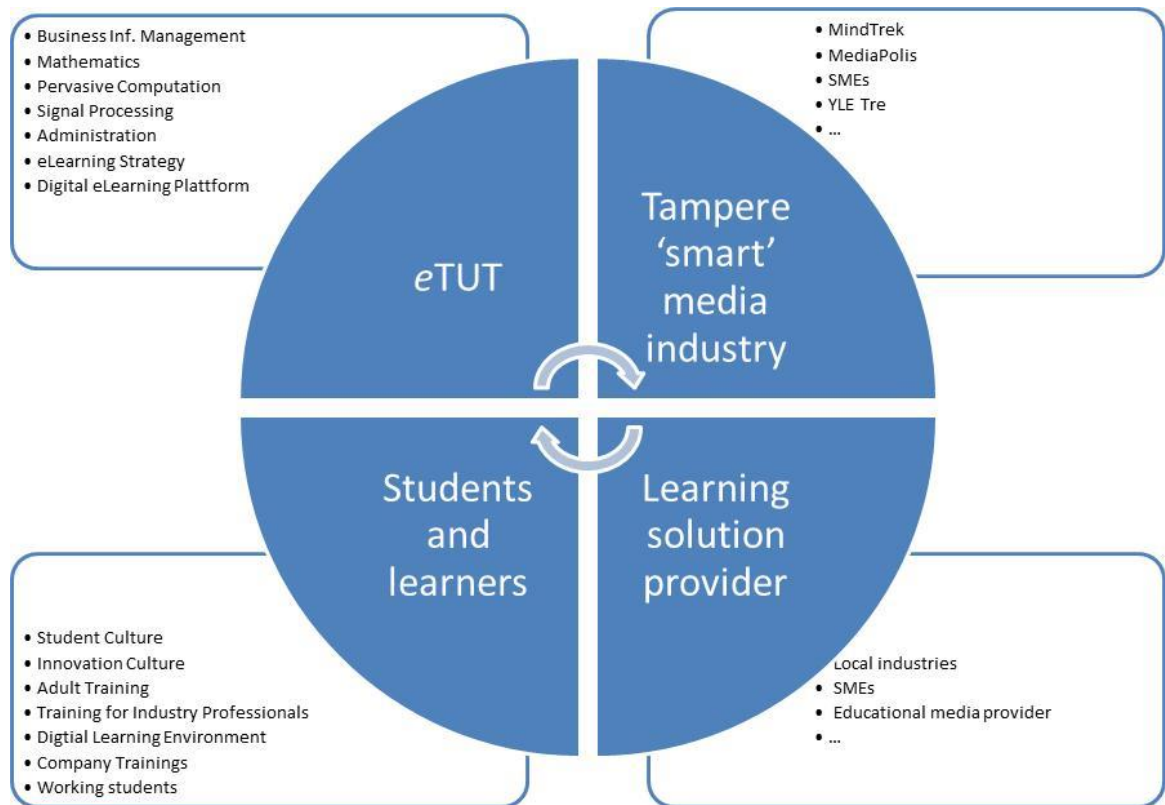 • Business Inf. Management
• Mathematics
• Pervasive Computation
• Signal Processing
• Administration
• eLearning Strategy
• Digital eLearning Plattform
• MindTrek
• MediaPolis
• SMEs
• YLE Tre
• ...
eTUT
Tampere
‘smart’
media
industry
Students
and
learners
Learning
solution
provider
• Student Culture
• Innovation Culture
• Adult Training
• Training for Industry Professionals
• Digtial Learning Environment
• Company Trainings
• Working students
Local industries
• SMEs
• Educational media provider
• ...